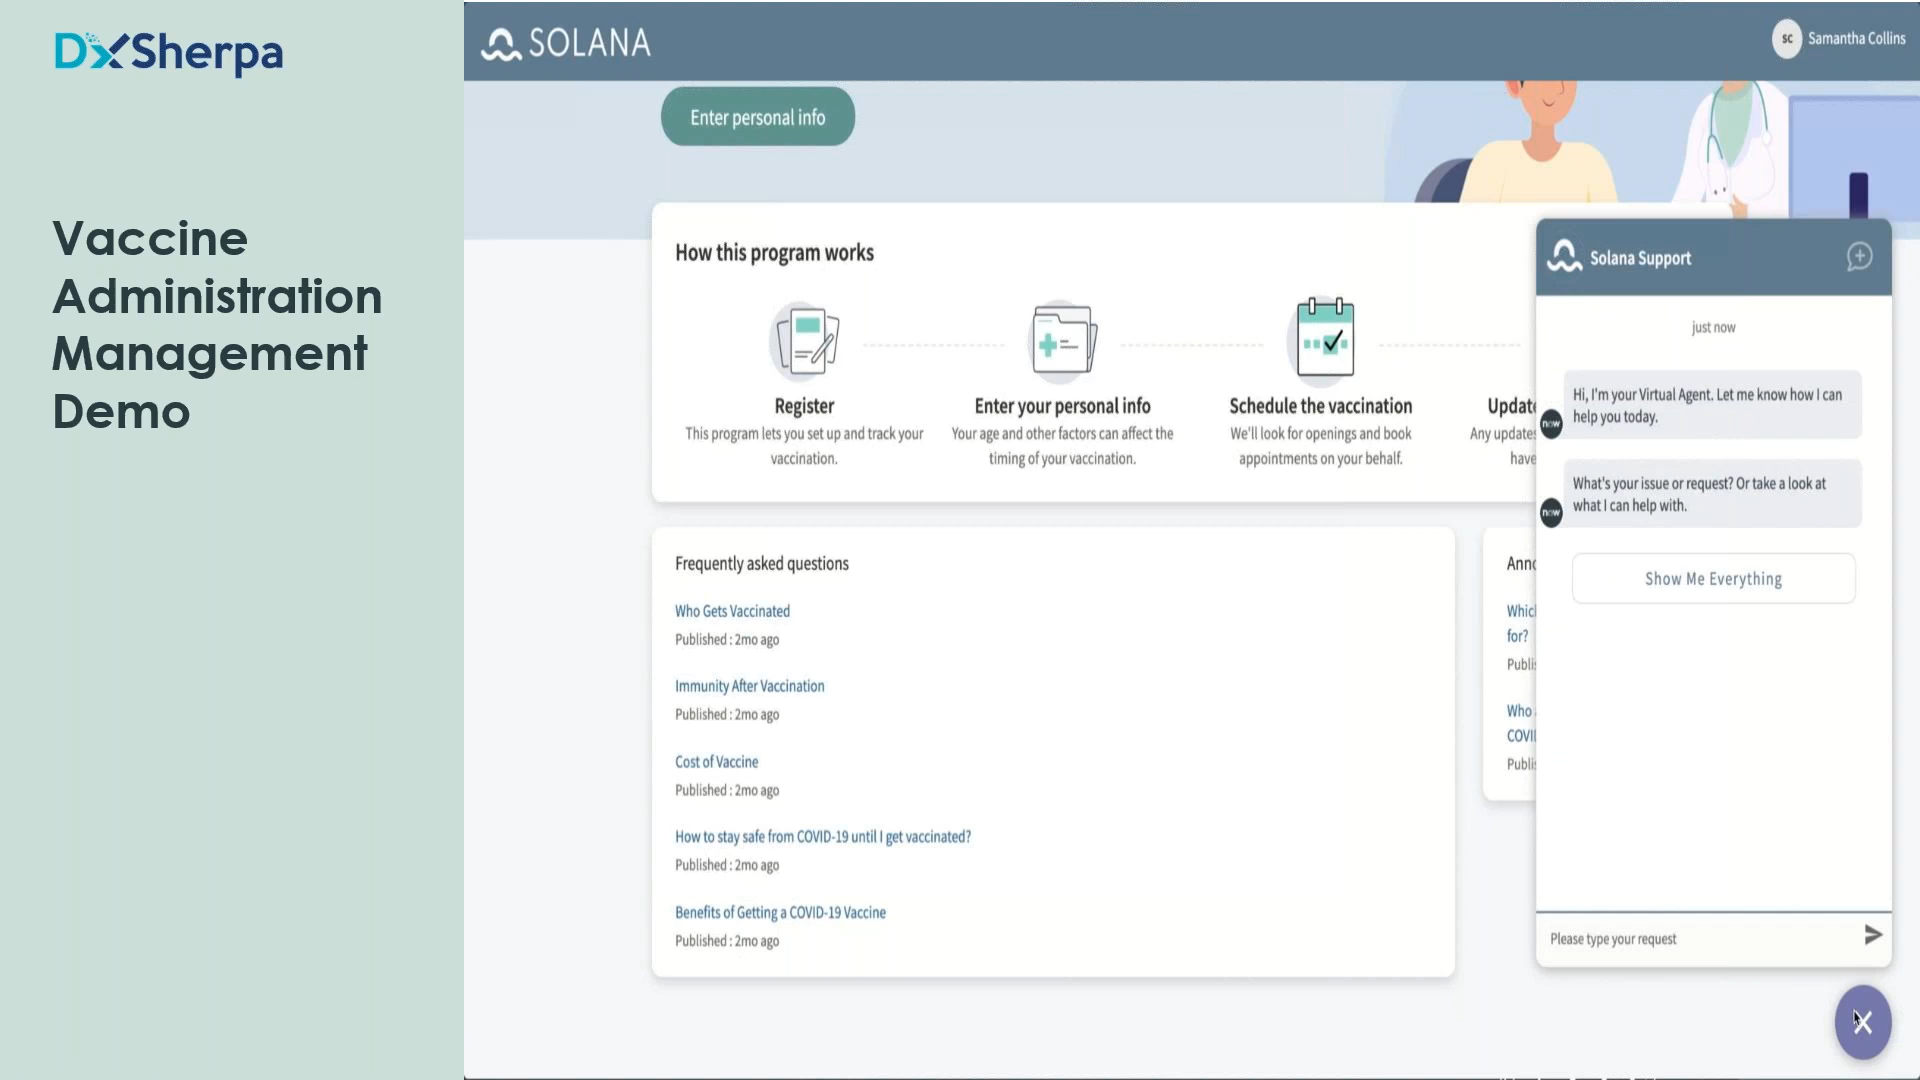 DxSherpa
Vaccine
Administration
Management
Demo
SOLANA
SC Samantha Collins
Enter personal info
How this program works
Register
This program lets you set up and track your
vaccination.
Enter your personal info
Your age and other factors can affect the
timing of your vaccination.
Schedule the vaccination
We'll look for openings and book
appointments on your behalf.
Any updates
have
Frequently asked questions
Who Gets Vaccinated
Published : 2mo ago
Immunity After Vaccination
Published : 2mo ago
Cost of Vaccine
Published : 2mo ago
How to stay safe from COVID-19 until I get vaccinated?
Published : 2mo ago
Benefits of Getting a COVID-19 Vaccine
Published : 2mo ago
for?
Who
Solana Support
just now
Hi, I'm your Virtual Agent. Let me know how I can
help you today.
now
What's your issue or request? Or take a look at
what I can help with.
now
Show Me Everything
Please type your request